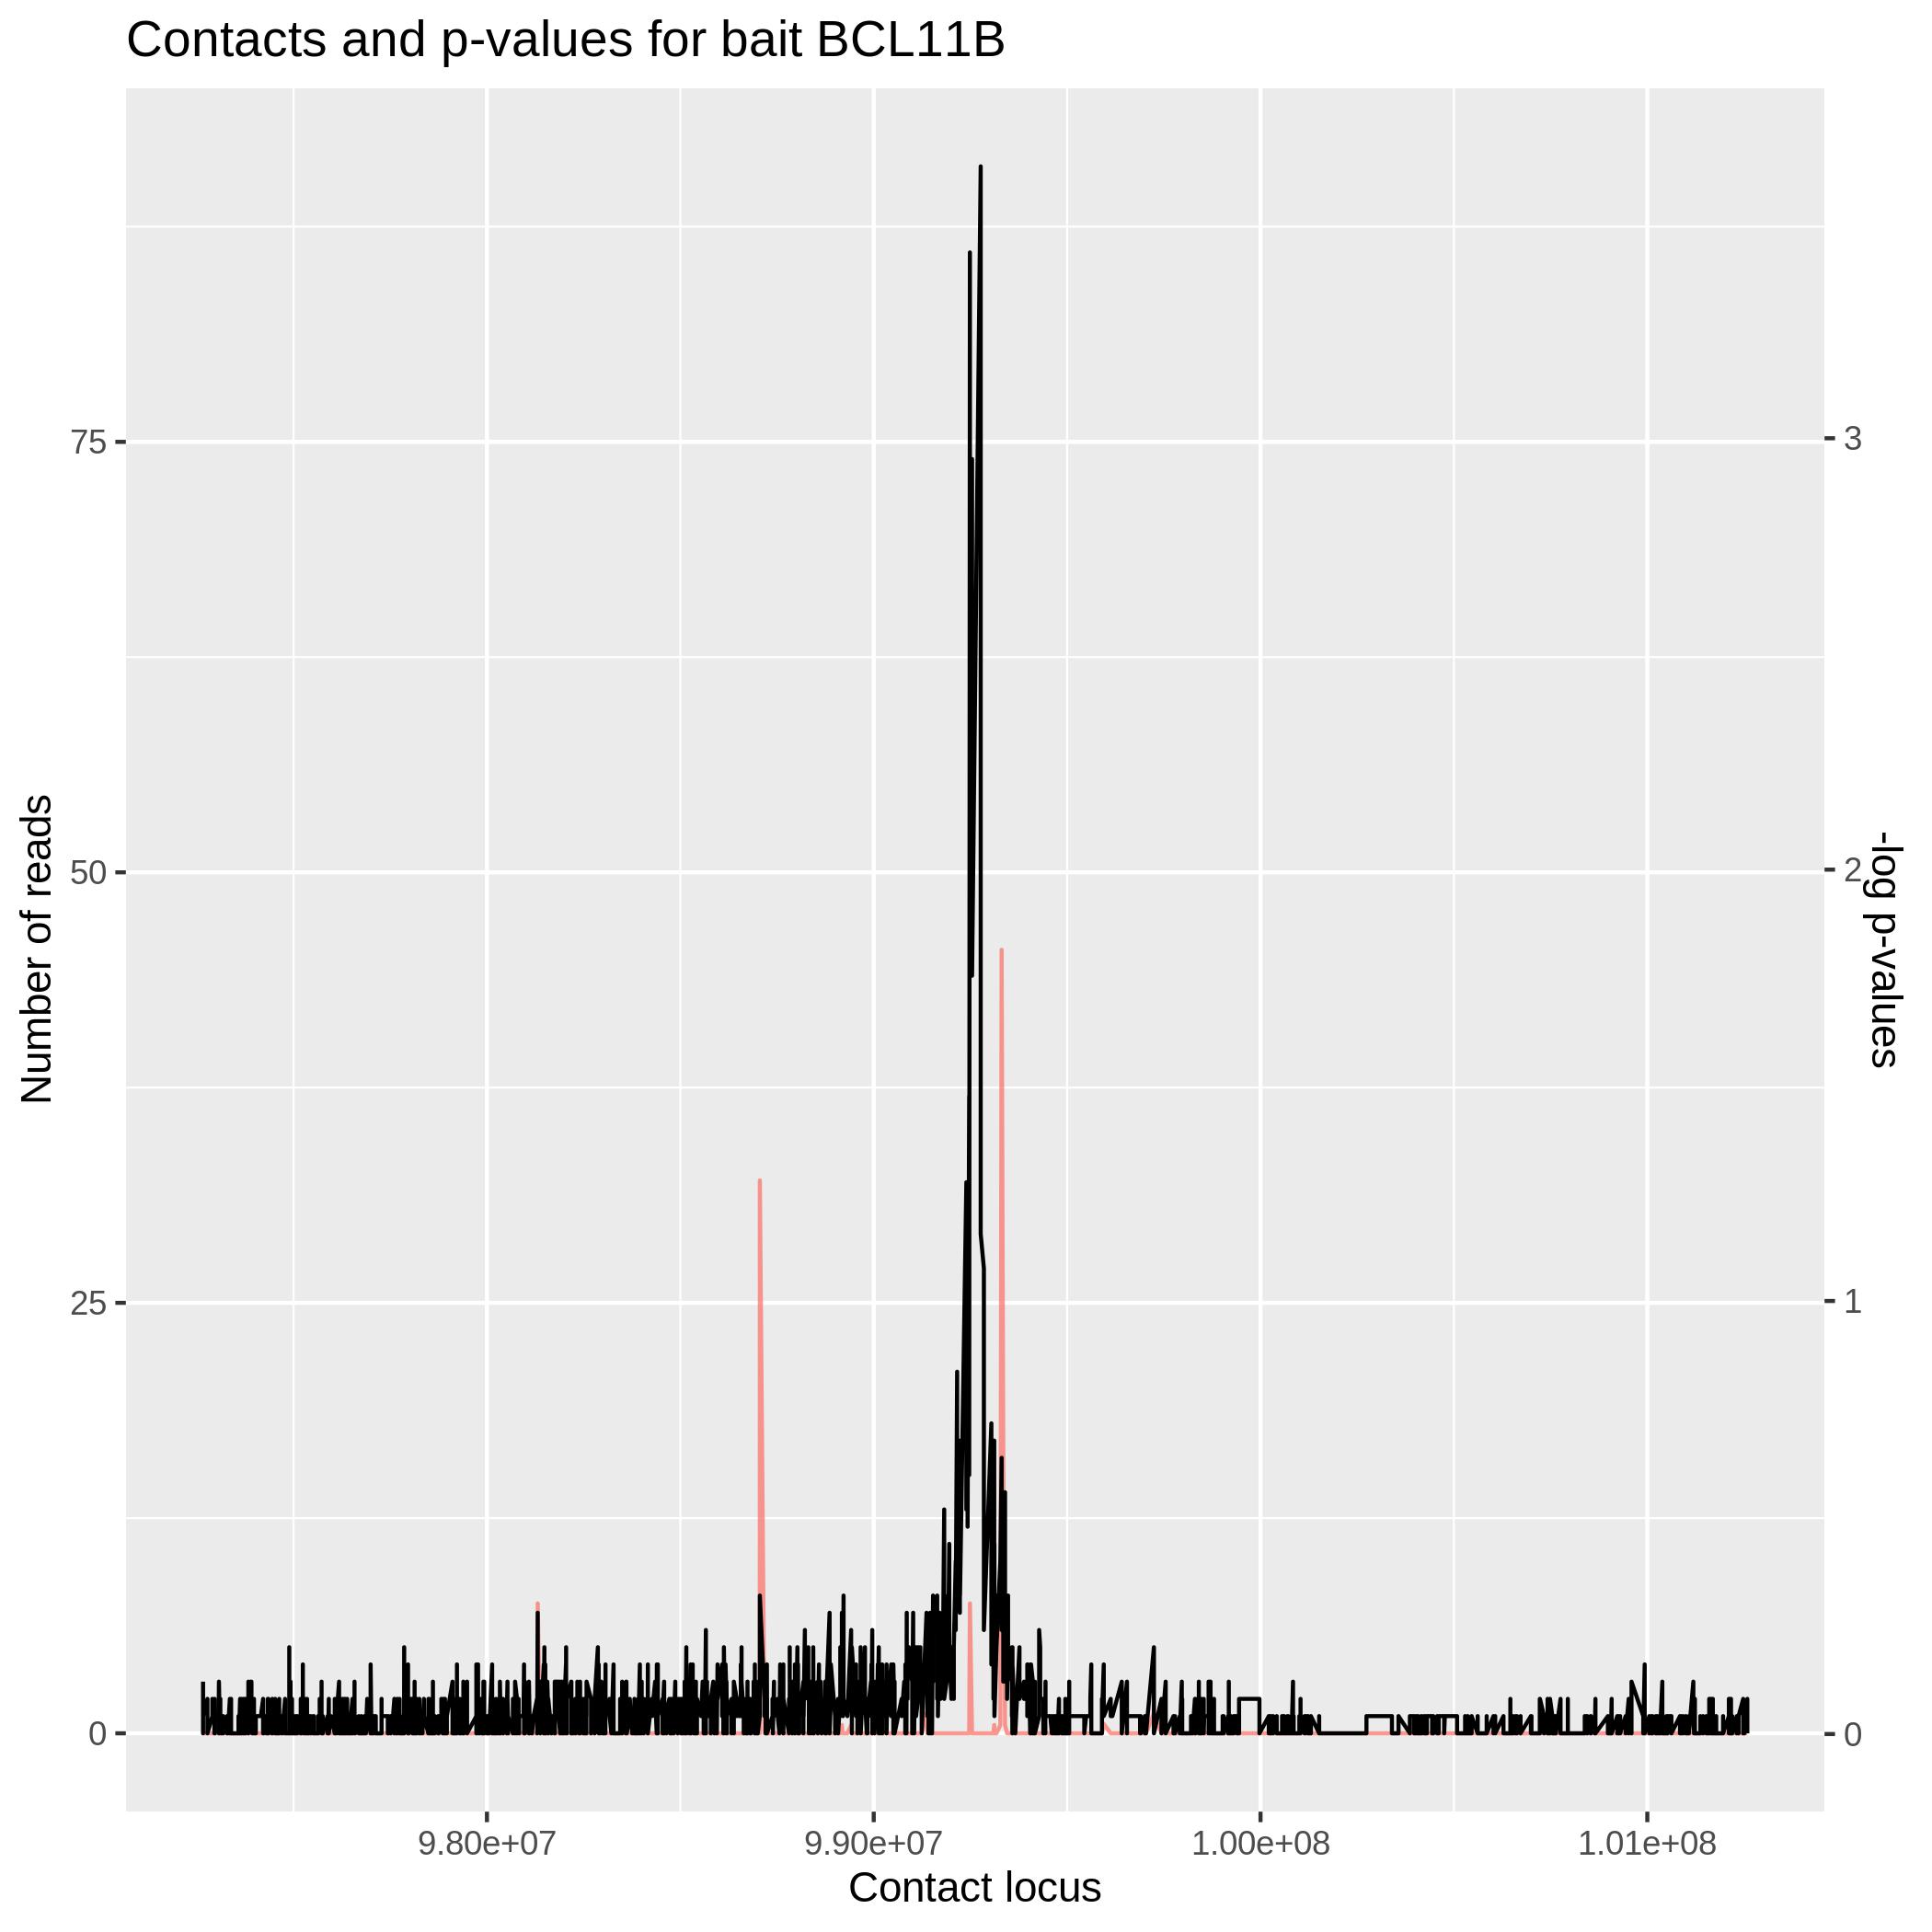 Contacts and p-values for bait BCL11B
Number of reads
75
50
25
0
3
2
1
0
-log p-values
9.80e+07
9.90e+07
1.00e+08
1.01e+08
Contact locus